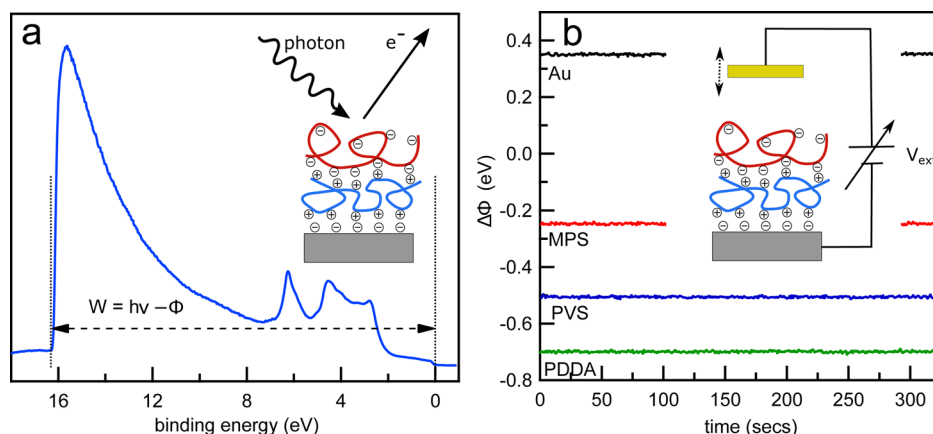 a
photon
e-
W = hν –Φ
16
12
8
4
0
binding energy (eV)
b
0.4
0.2
0.0
-0.2
-0.4
-0.6
-0.8
ΔΦ (eV)
Au
MPS
PVS
PDDA
Vext
0
50
100
150
200
250
300
time (secs)